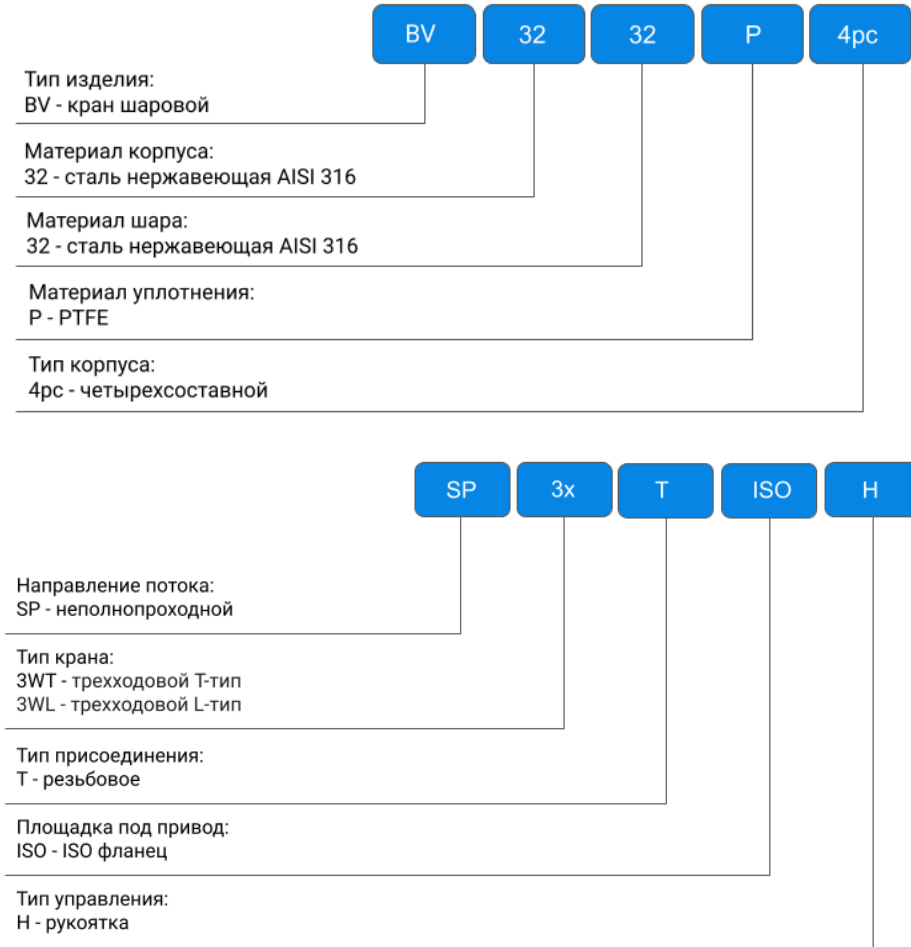 BV 32 32 P 4pc
Тип изделия:
BV - кран шаровой
Материал корпуса:
32 - сталь нержавеющая AISI 316
Материал шара:
32 - сталь нержавеющая AISI 316
Материал уплотнения:
P - PTFE
Тип корпуса:
4pc - четырехсоставной
SP 3x T ISO H
Направление потока:
SP - неполнопроходной
Тип крана:
3WT - трехходовой Т-тип
3WL - трехходовой L-тип
Тип присоединения:
T - резьбовое
Площадка под привод:
ISO - ISO фланец
Тип управления:
H - рукоятка